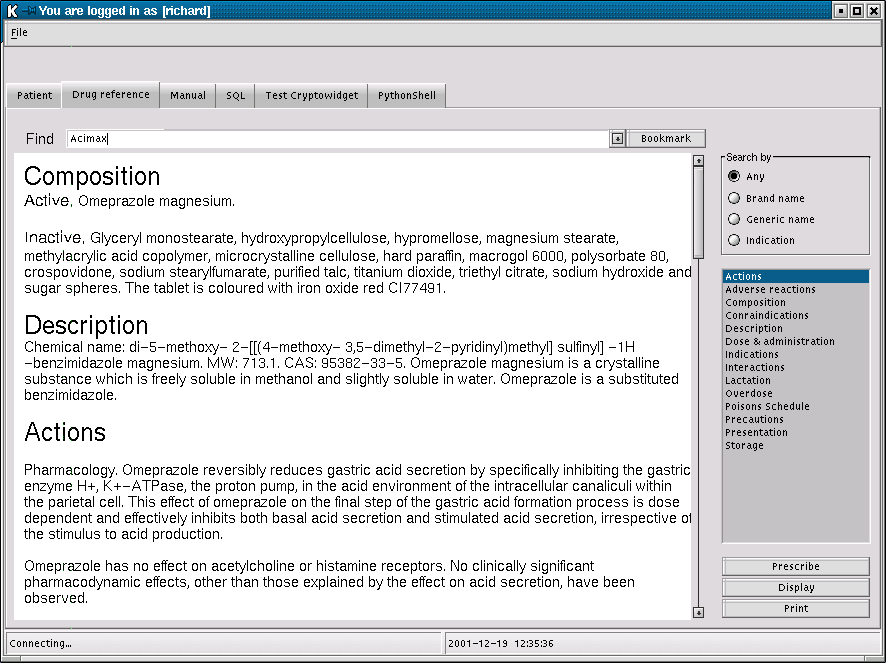 K You are logged in as [richard]
File
Patient Drug reference Manual SQL Test Cryptowidget PythonShell
Find Acimax Bookmark
Composition
Active, Omeprazole magnesium.
Inactive, Glyceryl monostearate, hydroxypropylcellulose, hypromellose, magnesium stearate,
methylacrylic acid copolymer, microcrystalline cellulose, hard paraffin, macrogol 6000, polysorbate 80,
crospovidone, sodium stearylfumarate, purified talc, titanium dioxide, triethyl citrate, sodium hydroxide and
sugar spheres. The tablet is coloured with iron oxide red CI77491.
Description
Chemical name: di-5-methoxy- 2-[[(4-methoxy- 3,5-dimethyl-2-pyridinyl)methyl] sulfinyl] -1H
-benzimidazole magnesium. MW: 713.1. CAS: 95382-33-5. Omeprazole magnesium is a crystalline
substance which is freely soluble in methanol and slightly soluble in water. Omeprazole is a substituted
benzimidazole.
Actions
Pharmacology. Omeprazole reversibly reduces gastric acid secretion by specifically inhibiting the gastric
enzyme H+, K+-ATPase, the proton pump, in the acid environment of the intracellular canaliculi within
the parietal cell. This effect of omeprazole on the final step of the gastric acid formation process is dose
dependent and effectively inhibits both basal acid secretion and stimulated acid secretion, irrespective of
the stimulus to acid production.
Omeprazole has no effect on acetylcholine or histamine receptors. No clinically significant
pharmacodynamic effects, other than those explained by the effect on acid secretion, have been
observed.
Search by
Any
Brand name
Generic name
Indication
Actions
Adverse reactions
Composition
Conraindications
Description
Dose & administration
Indications
Interactions
Lactation
Overdose
Poisons Schedule
Precautions
Presentation
Storage
Prescribe
Display
Print
Connecting... 2001-12-19 12:35:36